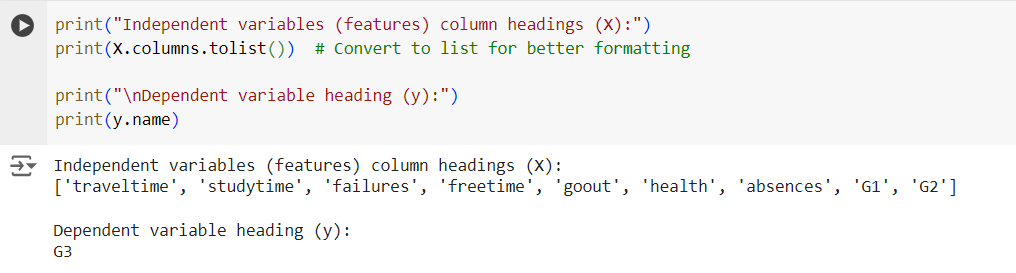 print("Independent variables (features) column headings (X):")
print(X.columns.tolist())  # Convert to list for better formatting
print("\nDependent variable heading (y):")
print(y.name)
Independent variables (features) column headings (X):
['traveltime', 'studytime', 'failures', 'freetime', 'goout', 'health', 'absences', 'G1', 'G2']
Dependent variable heading (y):
G3